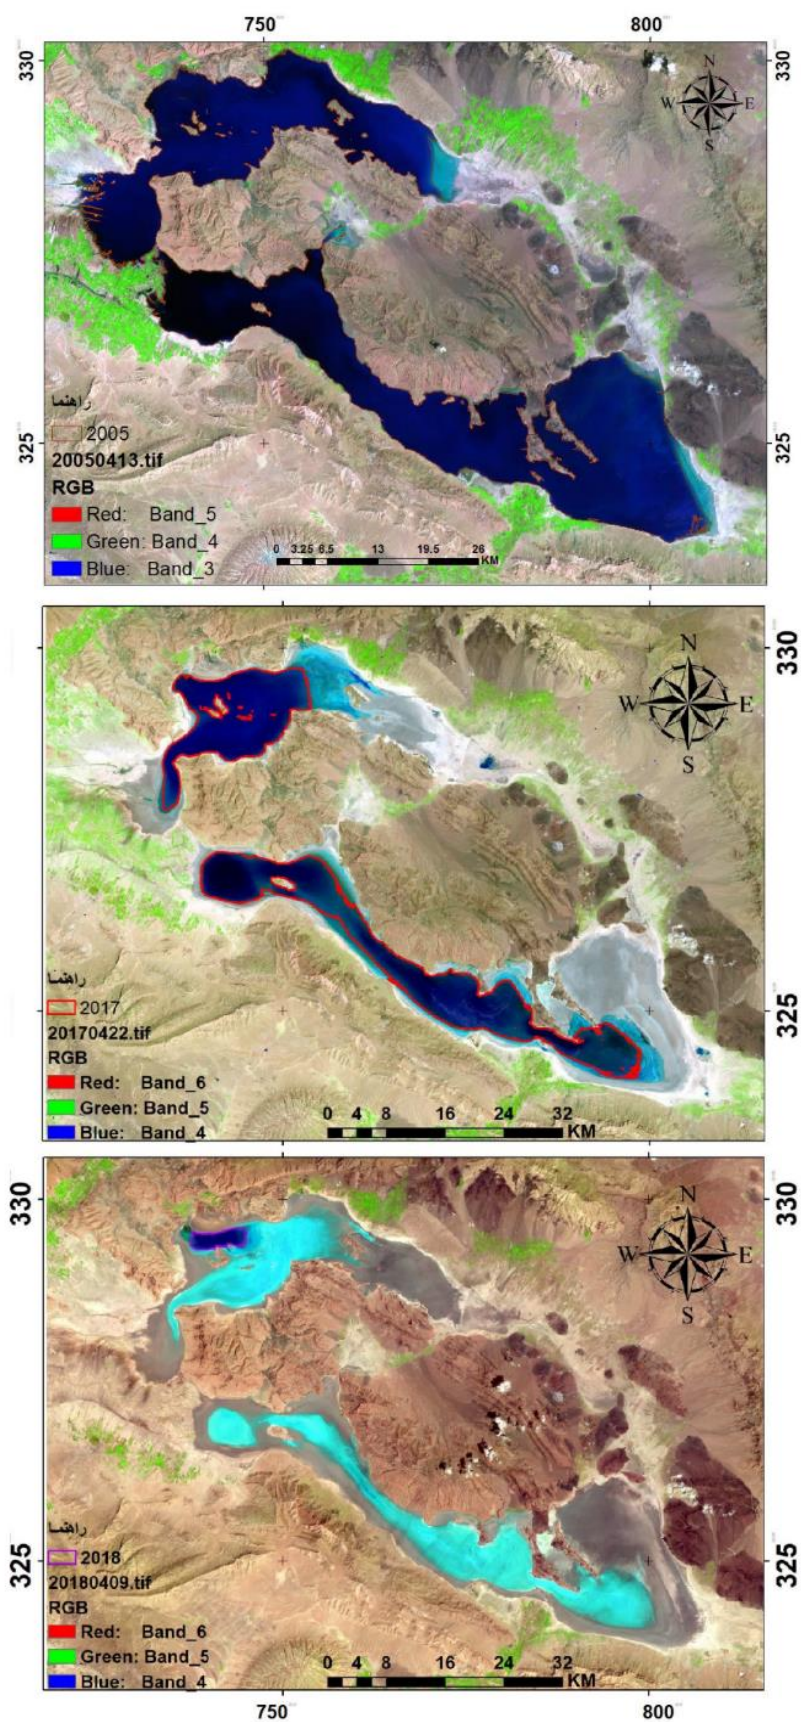 750
800
330
330
N
W
E
S
325
325
راهنما
2005
20050413.tif
RGB
Red: Band_5
Green: Band_4
Blue: Band_3
0 3.25 6.5 13 19.5 26
KM
330
N
W
E
S
325
راهنما
2017
20170422.tif
RGB
Red: Band_6
Green: Band_5
Blue: Band_4
0 4 8 16 24 32
KM
330
330
N
W
E
S
325
325
راهنما
2018
20180409.tif
RGB
Red: Band_6
Green: Band_5
Blue: Band_4
0 4 8 16 24 32
KM
750
800